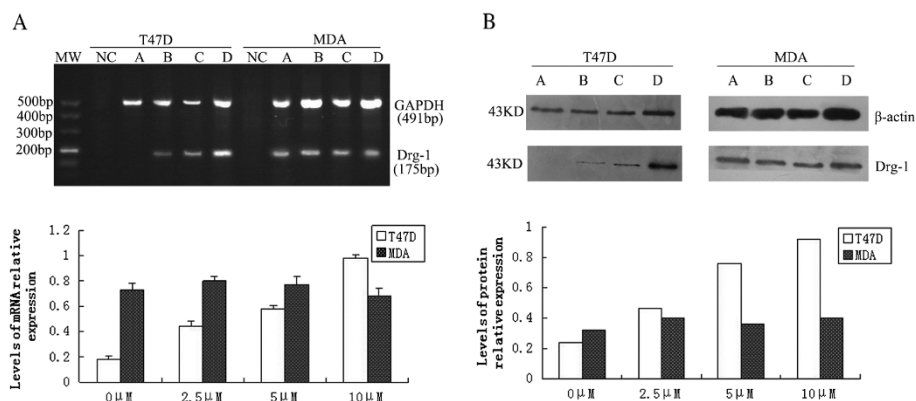 A
T47D
MDA
MW NC A B C D NC A B C D
500bp
400bp
300bp
200bp
GAPDH
(491bp)
Drg-1
(175bp)
Levels of mRNA relative
expression
1.2
1
0.8
0.6
0.4
0.2
0
T47D
MDA
0μM 2.5μM 5μM 10μM
B
T47D
MDA
A B C D A B C D
43KD
β-actin
43KD
Drg-1
Levels of protein
relative expression
1
0.8
0.6
0.4
0.2
0
T47D
MDA
0μM 2.5μM 5μM 10μM